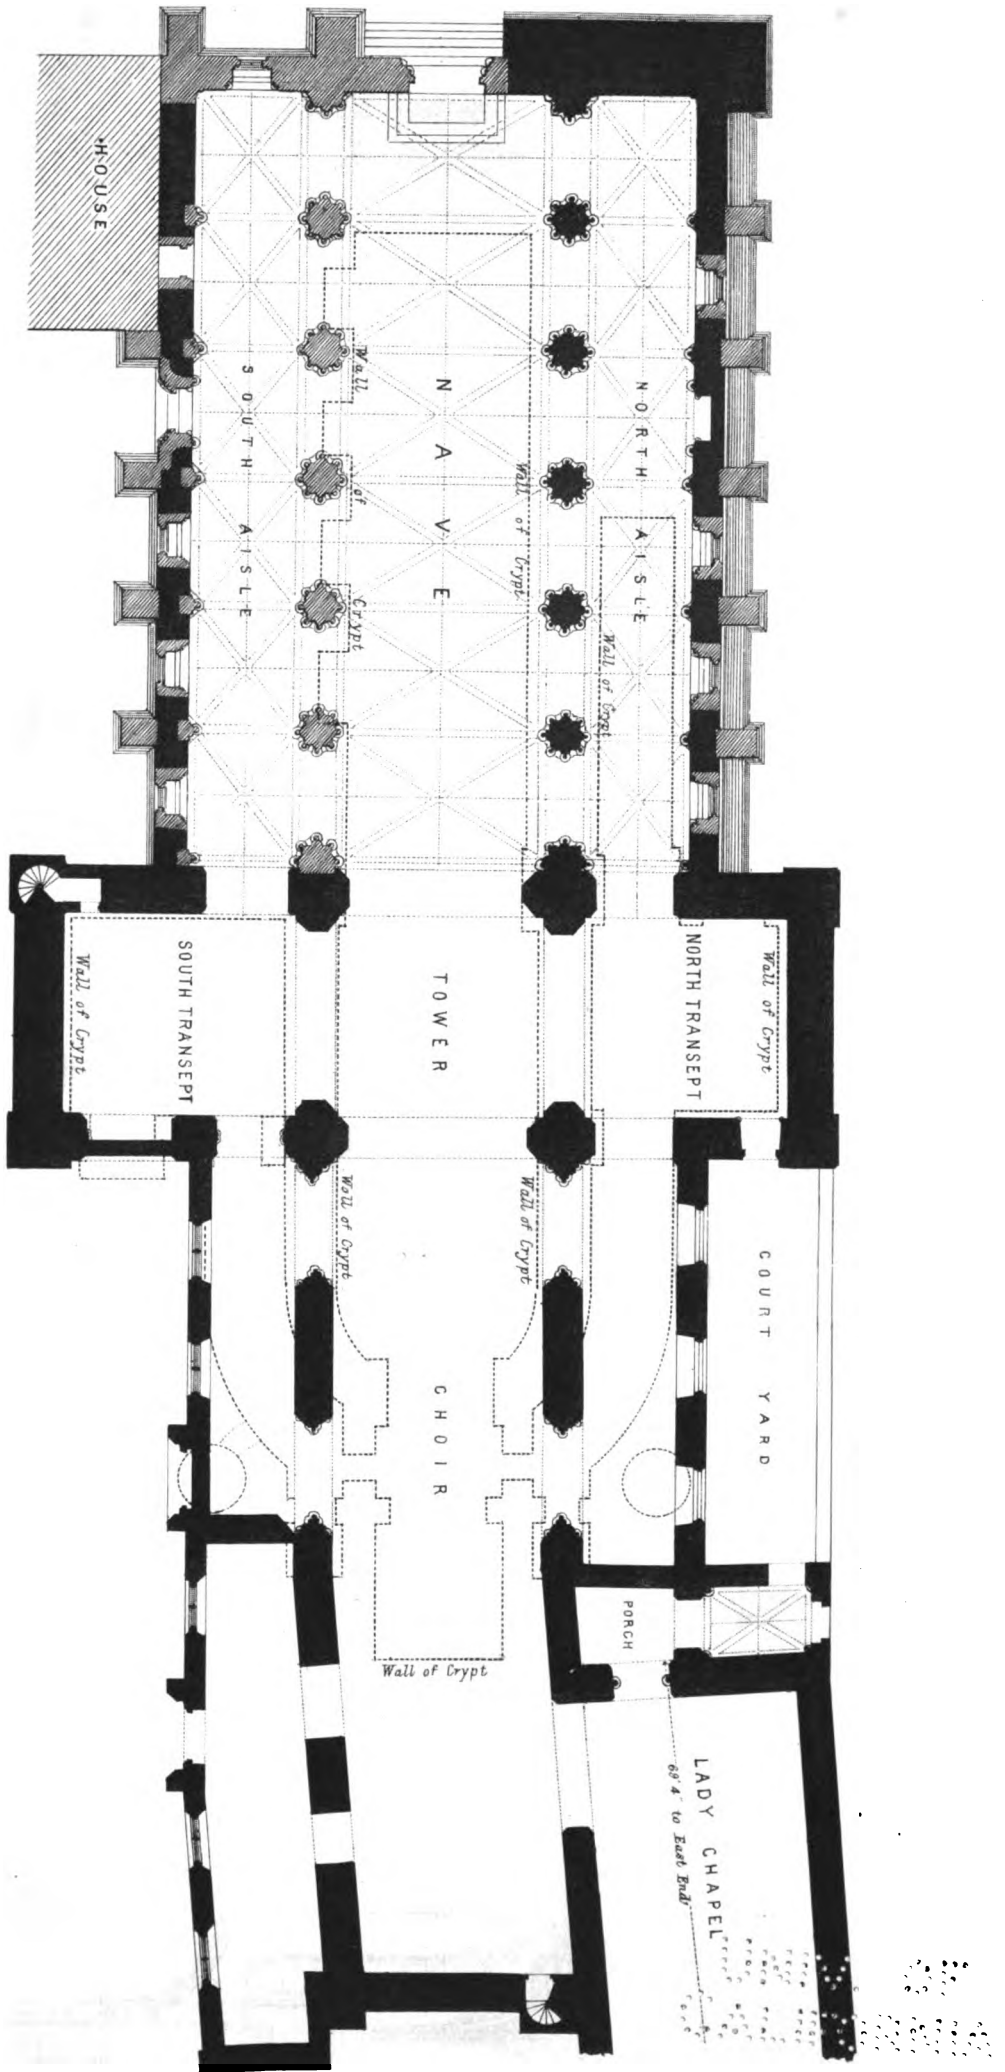 HOUSE
NAVE
SOUTH AISLE
NORTH AISLE
Wall of Crypt
Wall of Crypt
Wall of Crypt
SOUTH TRANSEPT
TOWER
NORTH TRANSEPT
Wall of Crypt
Wall of Crypt
Wall of Crypt
Wall of Crypt
COURT YARD
CHOIR
PORCH
Wall of Crypt
LADY CHAPEL
69' 4" to East End